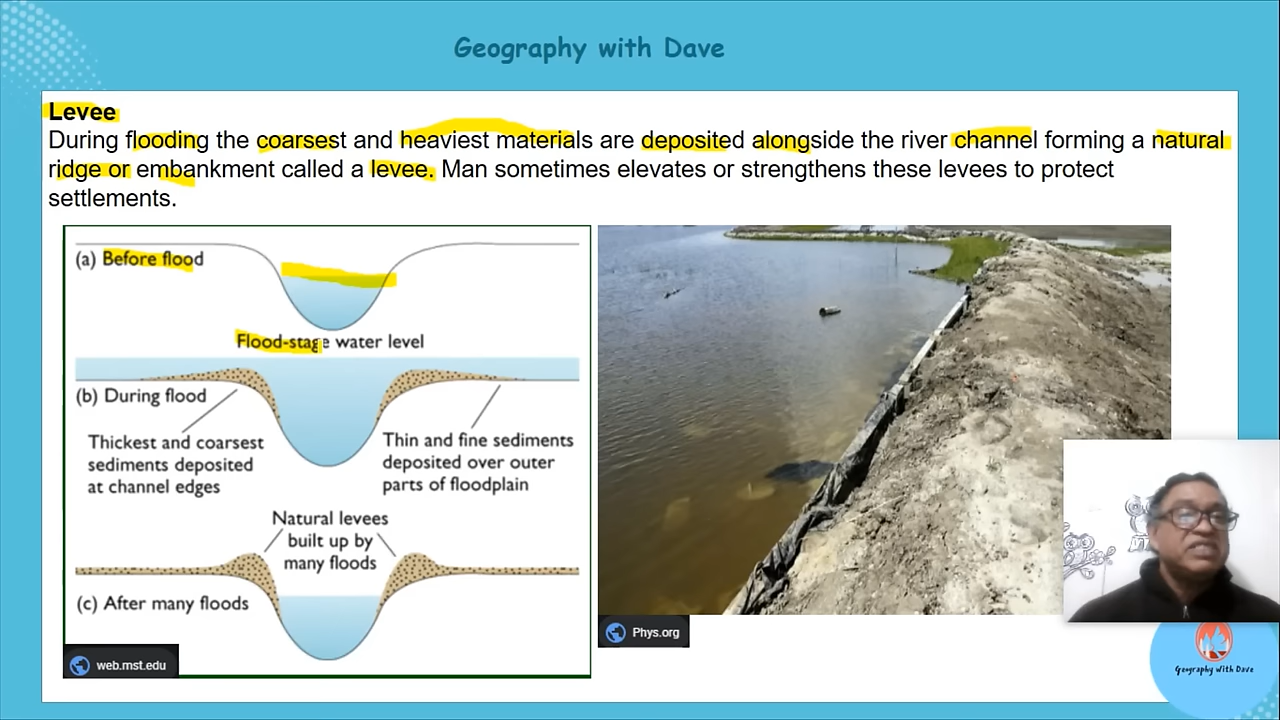 Geography with Dave
Levee
During flooding the coarsest and heaviest materials are deposited alongside the river channel forming a natural
ridge or embankment called a levee. Man sometimes elevates or strengthens these levees to protect
settlements.
(a) Before flood
Flood-stage water level
(b) During flood
Thickest and coarsest
sediments deposited
at channel edges
Thin and fine sediments
deposited over outer
parts of floodplain
Natural levees
built up by
many floods
(c) After many floods
web.mst.edu
Phys.org
Geography with Dave